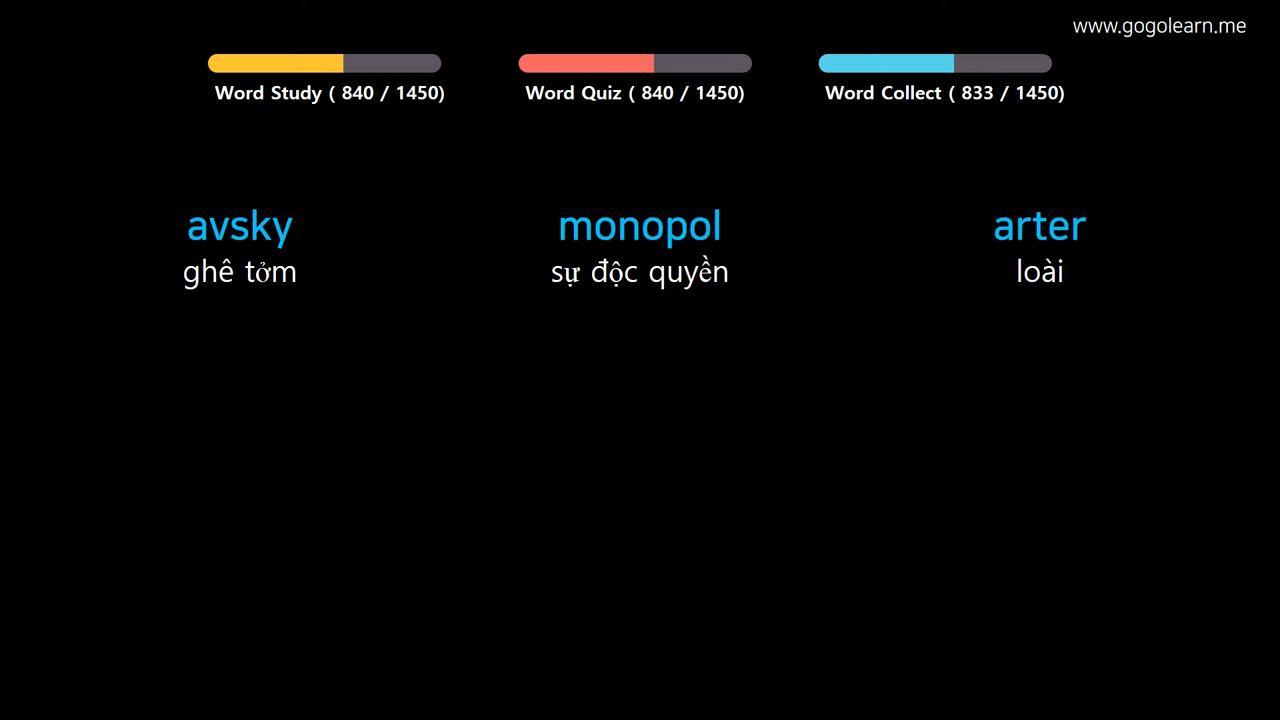 www.gogolearn.me
Word Study ( 840 / 1450)
Word Quiz ( 840 / 1450)
Word Collect ( 833 / 1450)
avsky
ghê tởm
monopol
sự độc quyền
arter
loài